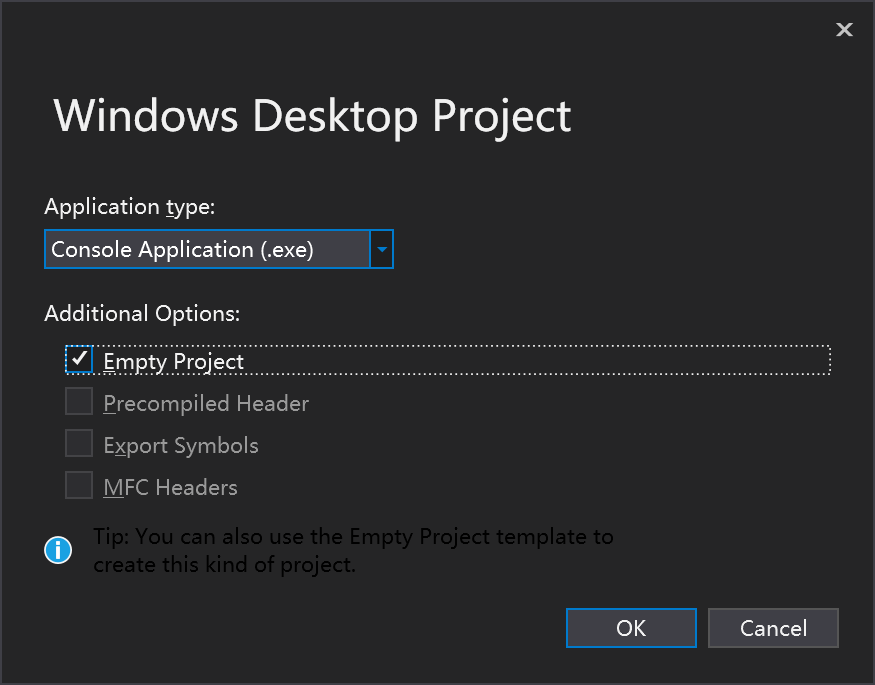 Windows Desktop Project
Application type:
Console Application (.exe)
Additional Options:
Empty Project
Precompiled Header
Export Symbols
MFC Headers
Tip: You can also use the Empty Project template to
create this kind of project.
OK Cancel